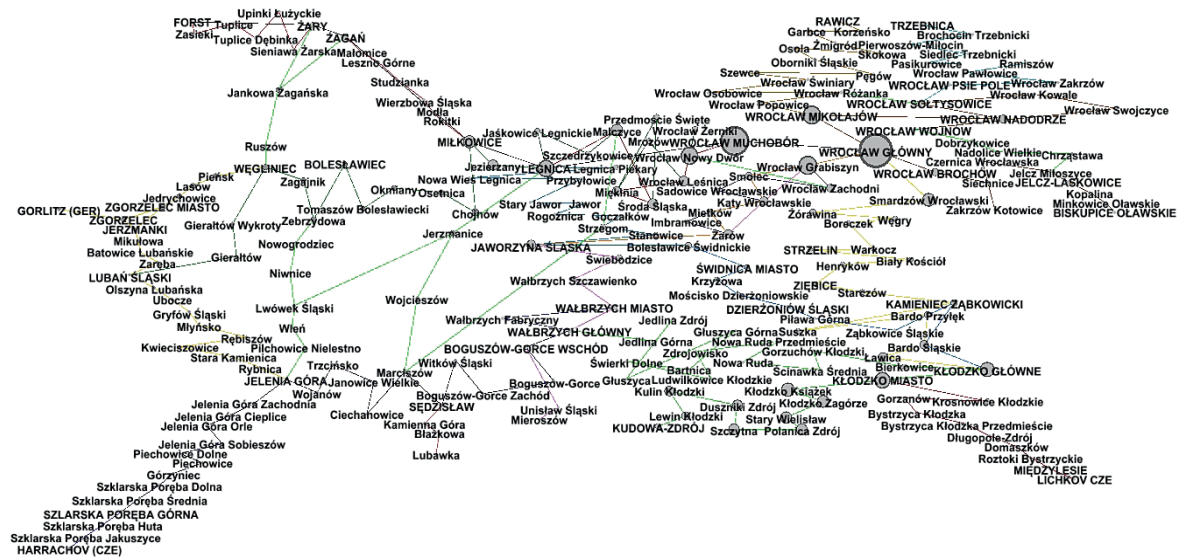 Upinki Łużyckie
FORST
Tuplice
Zasieki
ŻARY
Tuplice Dębinka
Sieniawa Żarska
ŻAGAŃ
Małomice
Leszno Górne
Studzianka
Jankowa Żagańska
Wierzbowa Śląska
Modła
Rokitki
RAWICZ
Garbce
Korzeńsko
TRZEBNICA
Brochocin Trzebnicki
Żmigród
Osola
Pierwoszów-Miłocin
Siedlec Trzebnicki
Skokowa
Oborniki Śląskie
Pasikurowice
Ramiszów
Szewce
Pęgów
Wrocław Pawłowice
Wrocław Świniary
WROCŁAW PSIE POLE
Wrocław Zakrzów
Wrocław Osobowice
Wrocław Różanka
Wrocław Kowale
Wrocław Popowice
WROCŁAW SOŁTYSOWICE
Wrocław Swojczyce
WROCŁAW MIKOŁAJÓW
WROCŁAW NADODRZE
Przedmoście Święte
Jaśkowice Legnickie
Malczyce
Wrocław Żerniki
WROCŁAW WOJNÓW
MIŁKOWICE
Mrozów
WROCŁAW MUCHOBÓR
Dobrzykowice
Szczedrzykowice
Wrocław Nowy Dwór
WROCŁAW GŁÓWNY
Nadolice Wielkie
Chrząstawa
Ruszów
Jezierzany
LEGNICA
Legnica Piekary
Wrocław Grabiszyn
Czernica Wrocławska
WĘGLINIEC
BOLESŁAWIEC
Nowa Wieś Legnica
Przybyłowice
Miękinia
Wrocław Leśnica
Smolec
WROCŁAW BROCHÓW
Jelcz Miłoszyce
Pieńsk
Zagajnik
Okmiany
Osetnica
Sadowice Wrocławskie
Wrocław Zachodni
Siechnice
JELCZ-LASKOWICE
Lasów
Jędrychowice
Stary Jawor
Jawor
Środa Śląska
Kąty Wrocławskie
Smardzów Wrocławski
Kopalina
GORLITZ (GER)
ZGORZELEC MIASTO
Tomaszów Bolesławiecki
Chojnów
Rogoźnica
Goczałków
Mietków
Żórawina
Zakrzów Kotowice
Minkowice Oławskie
ZGORZELEC
Gierałtów Wykroty
Zebrzydowa
Strzegom
Imbramowice
Boreczek
Węgry
BISKUPICE OŁAWSKIE
JERZMANKI
Jerzmanice
Stanowice
Żarów
Mikułowa
Nowogrodziec
JAWORZYNA ŚLĄSKA
Bolesławice Świdnickie
STRZELIN
Warkocz
Batowice Lubańskie
Gierałtów
Świebodzice
Biały Kościół
Zaręba
Henryków
LUBAŃ ŚLĄSKI
Niwnice
Wałbrzych Szczawienko
ŚWIDNICA MIASTO
Krzyżowa
ZIĘBICE
Starczów
Olszyna Lubańska
Ubocze
Wojcieszów
Mościsko Dzierżoniowskie
KAMIENIEC ZĄBKOWICKI
Gryfów Śląski
Lwówek Śląski
WAŁBRZYCH MIASTO
DZIERŻONIÓW ŚLĄSKI
Bardo Przyłęk
Młyńsko
Wałbrzych Fabryczny
Jedlina Zdrój
Piława Górna
Rębiszów
Wleń
WAŁBRZYCH GŁÓWNY
Głuszyca Górna
Suszka
Ząbkowice Śląskie
Kwieciszowice
Pilchowice Nielestno
Jedlina Górna
Nowa Ruda Przedmieście
Bardo Śląskie
Stara Kamienica
BOGUSZÓW-GORCE WSCHÓD
Zdrojowisko
Gorzuchów Kłodzki
Ławica
Rybnica
Trzcińsko
Marciszów
Witków Śląski
Świerki Dolne
Bartnica
Nowa Ruda
Bierkowice
KŁODZKO GŁÓWNE
JELENIA GÓRA
Janowice Wielkie
Boguszów-Gorce
Głuszyca
Ludwilkowice Kłodzkie
Ścinawka Średnia
KŁODZKO MIASTO
Wojanów
Boguszów-Gorce Zachód
Kulin Kłodzki
Kłodzko Książek
Gorzanów
Krosnowice Kłodzkie
Jelenia Góra Zachodnia
SĘDZISŁAW
Unisław Śląski
Duszniki Zdrój
Kłodzko Zagórze
Jelenia Góra Cieplice
Ciechanowice
Lewin Kłodzki
Bystrzyca Kłodzka
Jelenia Góra Orle
Kamienna Góra
Mieroszów
KUDOWA-ZDRÓJ
Stary Wielisław
Bystrzyca Kłodzka Przedmieście
Błażkowa
Szczytna
Polanica Zdrój
Długopole-Zdrój
Jelenia Góra Sobieszów
Domaszków
Piechowice Dolne
Lubawka
Roztoki Bystrzyckie
Piechowice
MIĘDZYLESIE
Górzyniec
LICHKOV CZE
Szklarska Poręba Dolna
Szklarska Poręba Średnia
SZLARSKA PORĘBA GÓRNA
Szklarska Poręba Huta
Szklarska Poręba Jakuszyce
HARRACHOV (CZE)